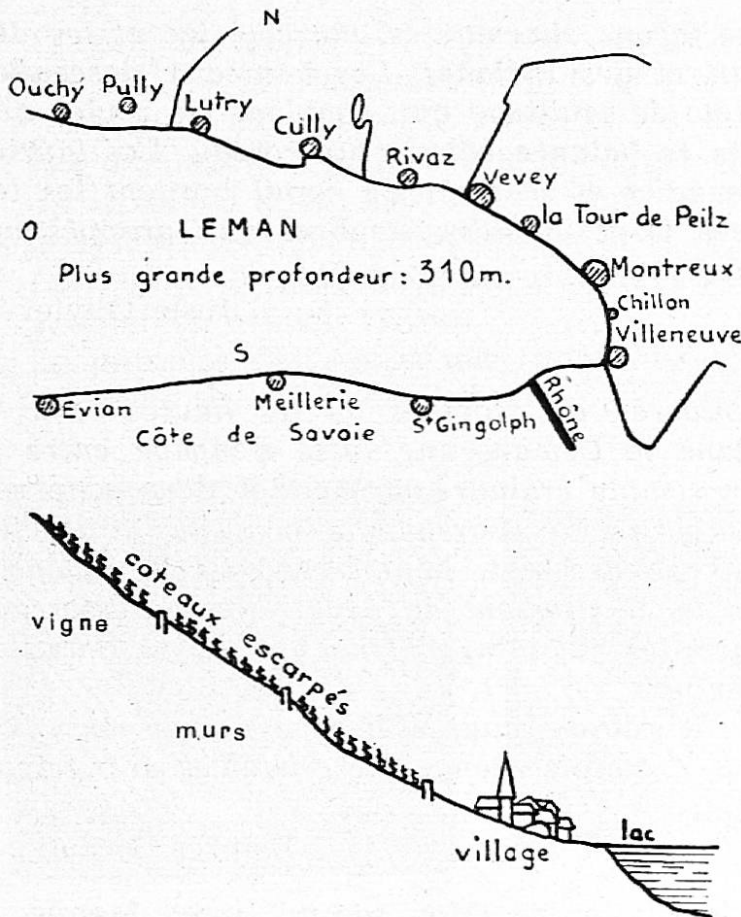 N
Ouchy
Pully
Lutry
Cully
Rivaz
Vevey
la Tour de Peilz
O
LEMAN
Plus grande profondeur : 310m.
Montreux
Chillon
Villeneuve
S
Evian
Meillerie
St Gingolph
Rhône
Côte de Savoie
coteaux escarpés
vigne
murs
village
lac